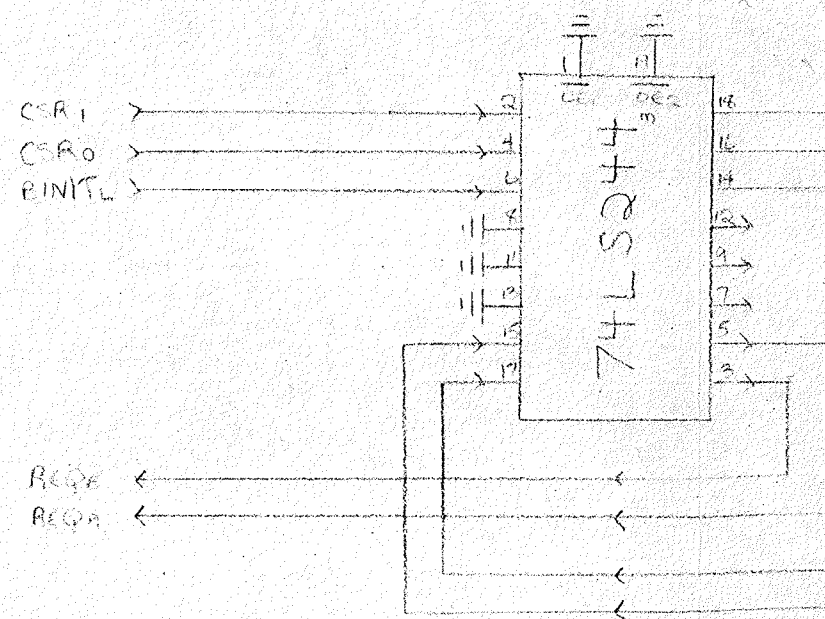 1 19
OE1 OE2
CSR1 2 18
CSR0 4 16
BINITL 6 14
8 12
11 9
13 7
15 5
17 3
74LS244
3
REQB
REQA